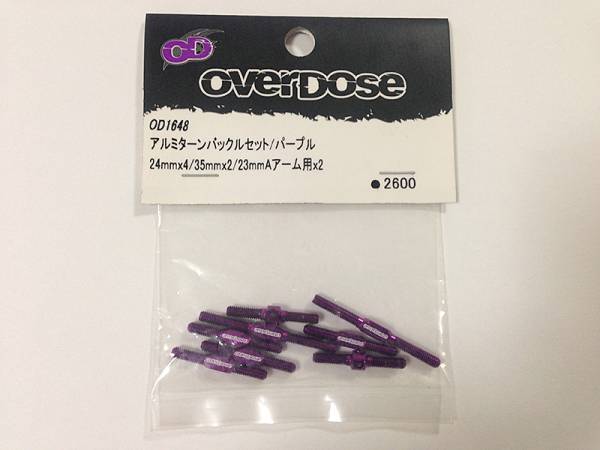 OD
OVERDOSE
OD1648
アルミターンバックルセット/パープル
24mmx4/35mmx2/23mmAアーム用x2
●2600